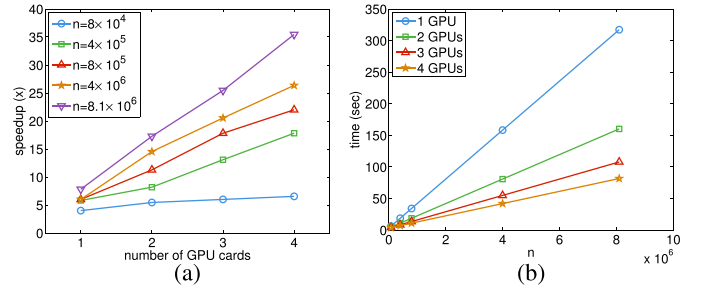 40
35
30
25
20
15
10
5
0
speedup (x)
n=8× 10^4
n=4× 10^5
n=8× 10^5
n=4× 10^6
n=8.1× 10^6
1 2 3 4
number of GPU cards
(a)
350
300
250
200
150
100
50
0
time (sec)
1 GPU
2 GPUs
3 GPUs
4 GPUs
0 2 4 6 8 10
n
x 10^6
(b)